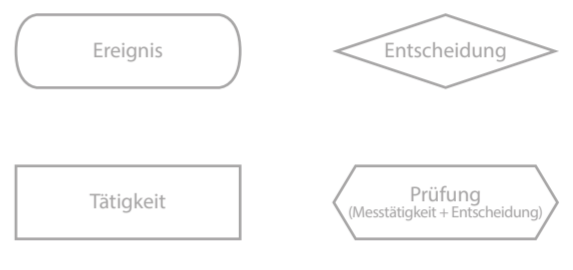 Ereignis
Entscheidung
Tätigkeit
Prüfung
(Messtätigkeit + Entscheidung)